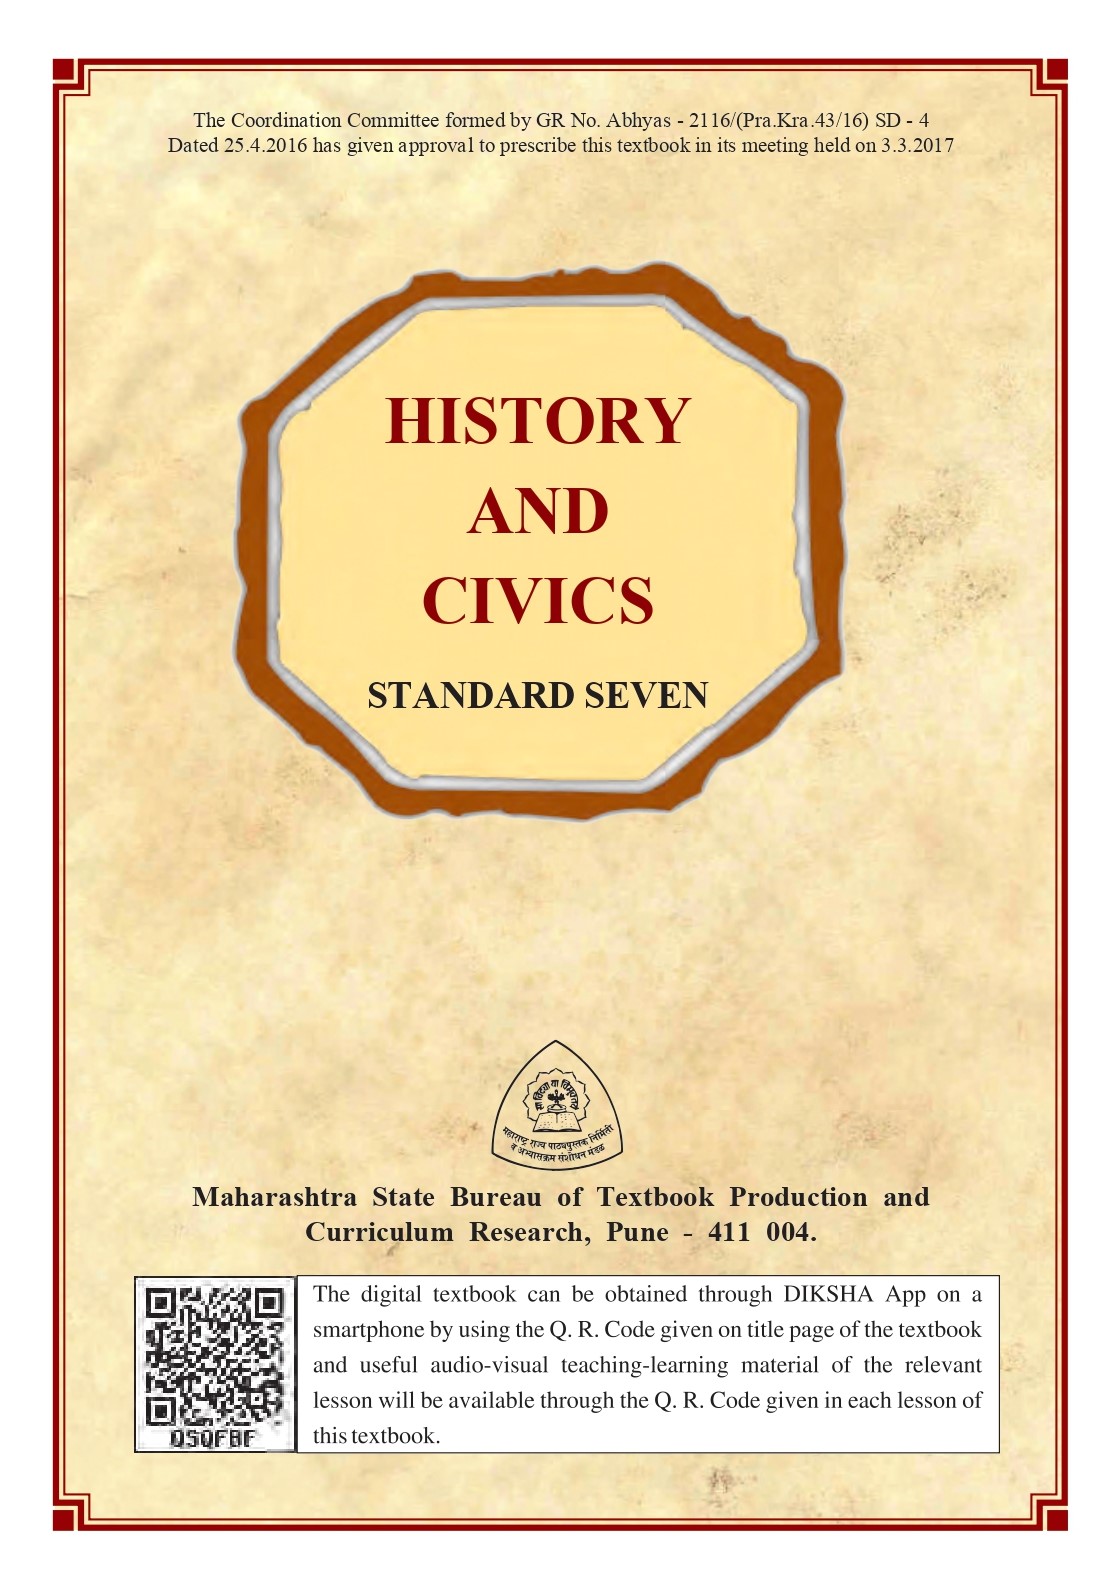 The Coordination Committee formed by GR No. Abhyas - 2116/(Pra.Kra.43/16) SD - 4
Dated 25.4.2016 has given approval to prescribe this textbook in its meeting held on 3.3.2017
HISTORY
AND
CIVICS
STANDARD SEVEN
महाराष्ट्र राज्य पाठ्यपुस्तक निर्मिती
व अभ्यासक्रम संशोधन मंडळ
Maharashtra State Bureau of Textbook Production and
Curriculum Research, Pune - 411 004.
Q5QFBF
The digital textbook can be obtained through DIKSHA App on a
smartphone by using the Q. R. Code given on title page of the textbook
and useful audio-visual teaching-learning material of the relevant
lesson will be available through the Q. R. Code given in each lesson of
this textbook.